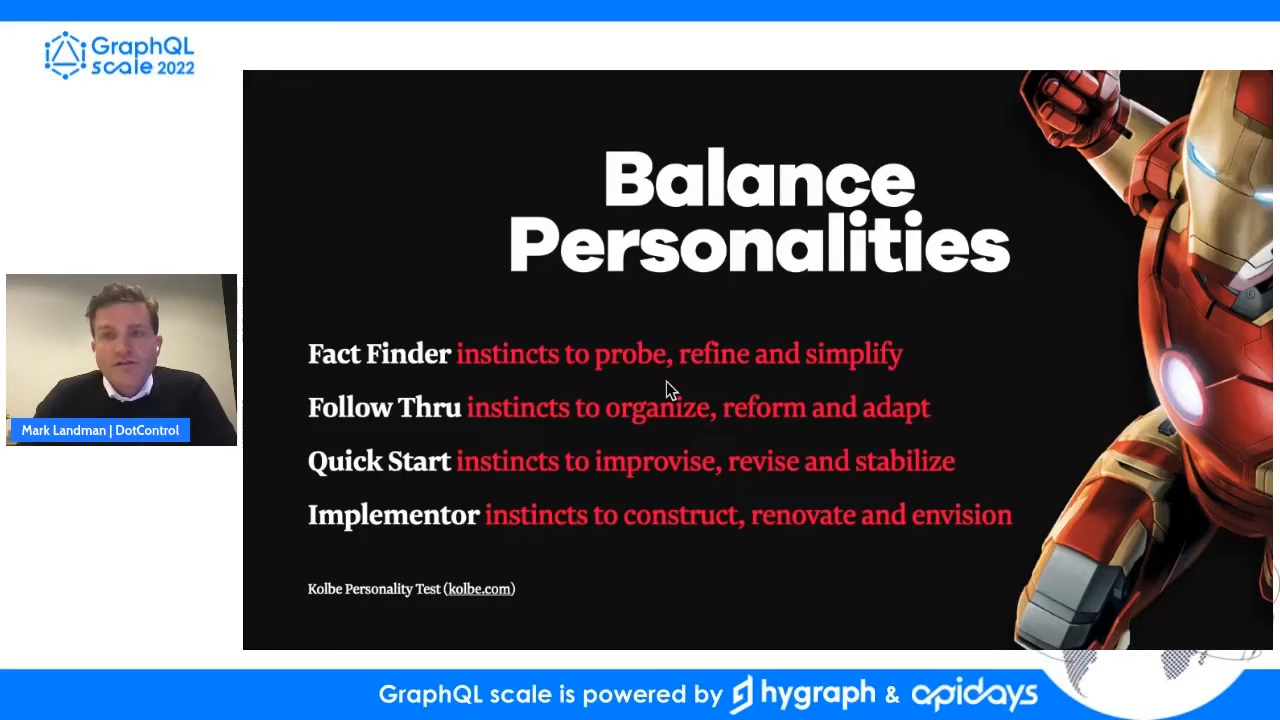 GraphQL
scale 2022
Balance
Personalities
Fact Finder instincts to probe, refine and simplify
Follow Thru instincts to organize, reform and adapt
Quick Start instincts to improvise, revise and stabilize
Implementor instincts to construct, renovate and envision
Kolbe Personality Test (kolbe.com)
Mark Landman | DotControl
GraphQL scale is powered by hygraph & apidays